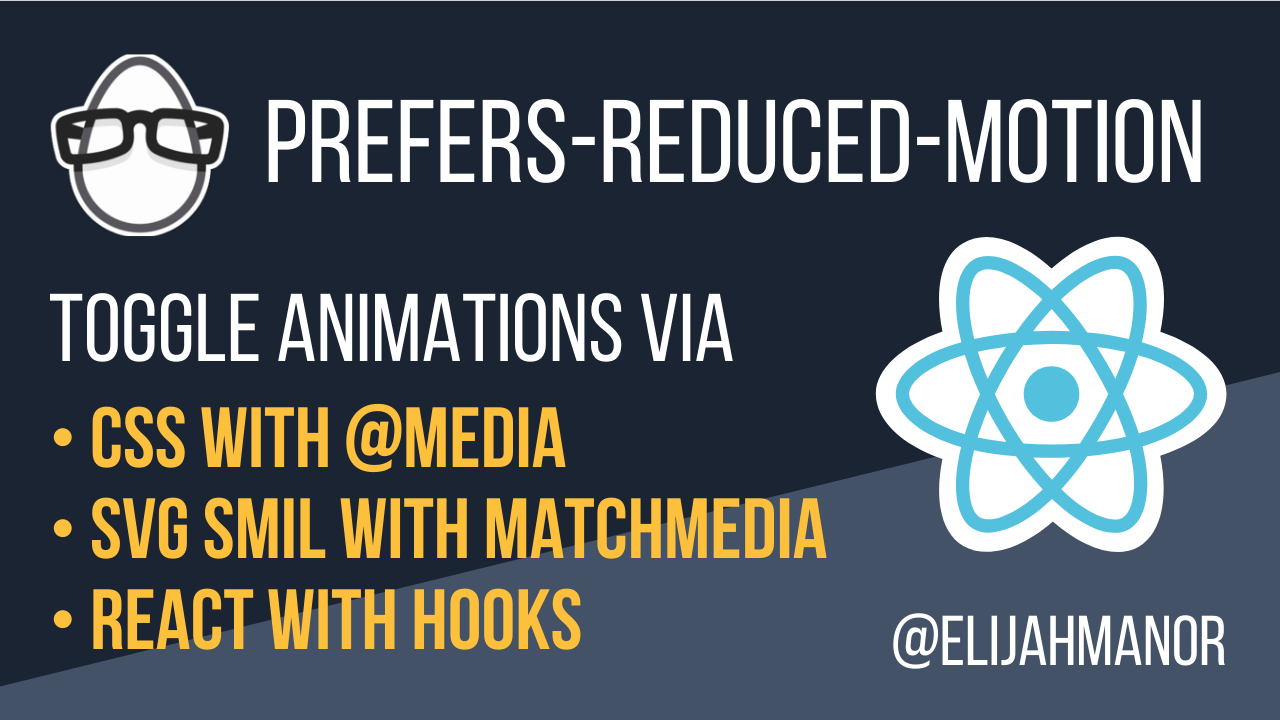 PREFERS-REDUCED-MOTION
TOGGLE ANIMATIONS VIA
• CSS WITH @MEDIA
• SVG SMIL WITH MATCHMEDIA
• REACT WITH HOOKS
@ELIJAHMANOR